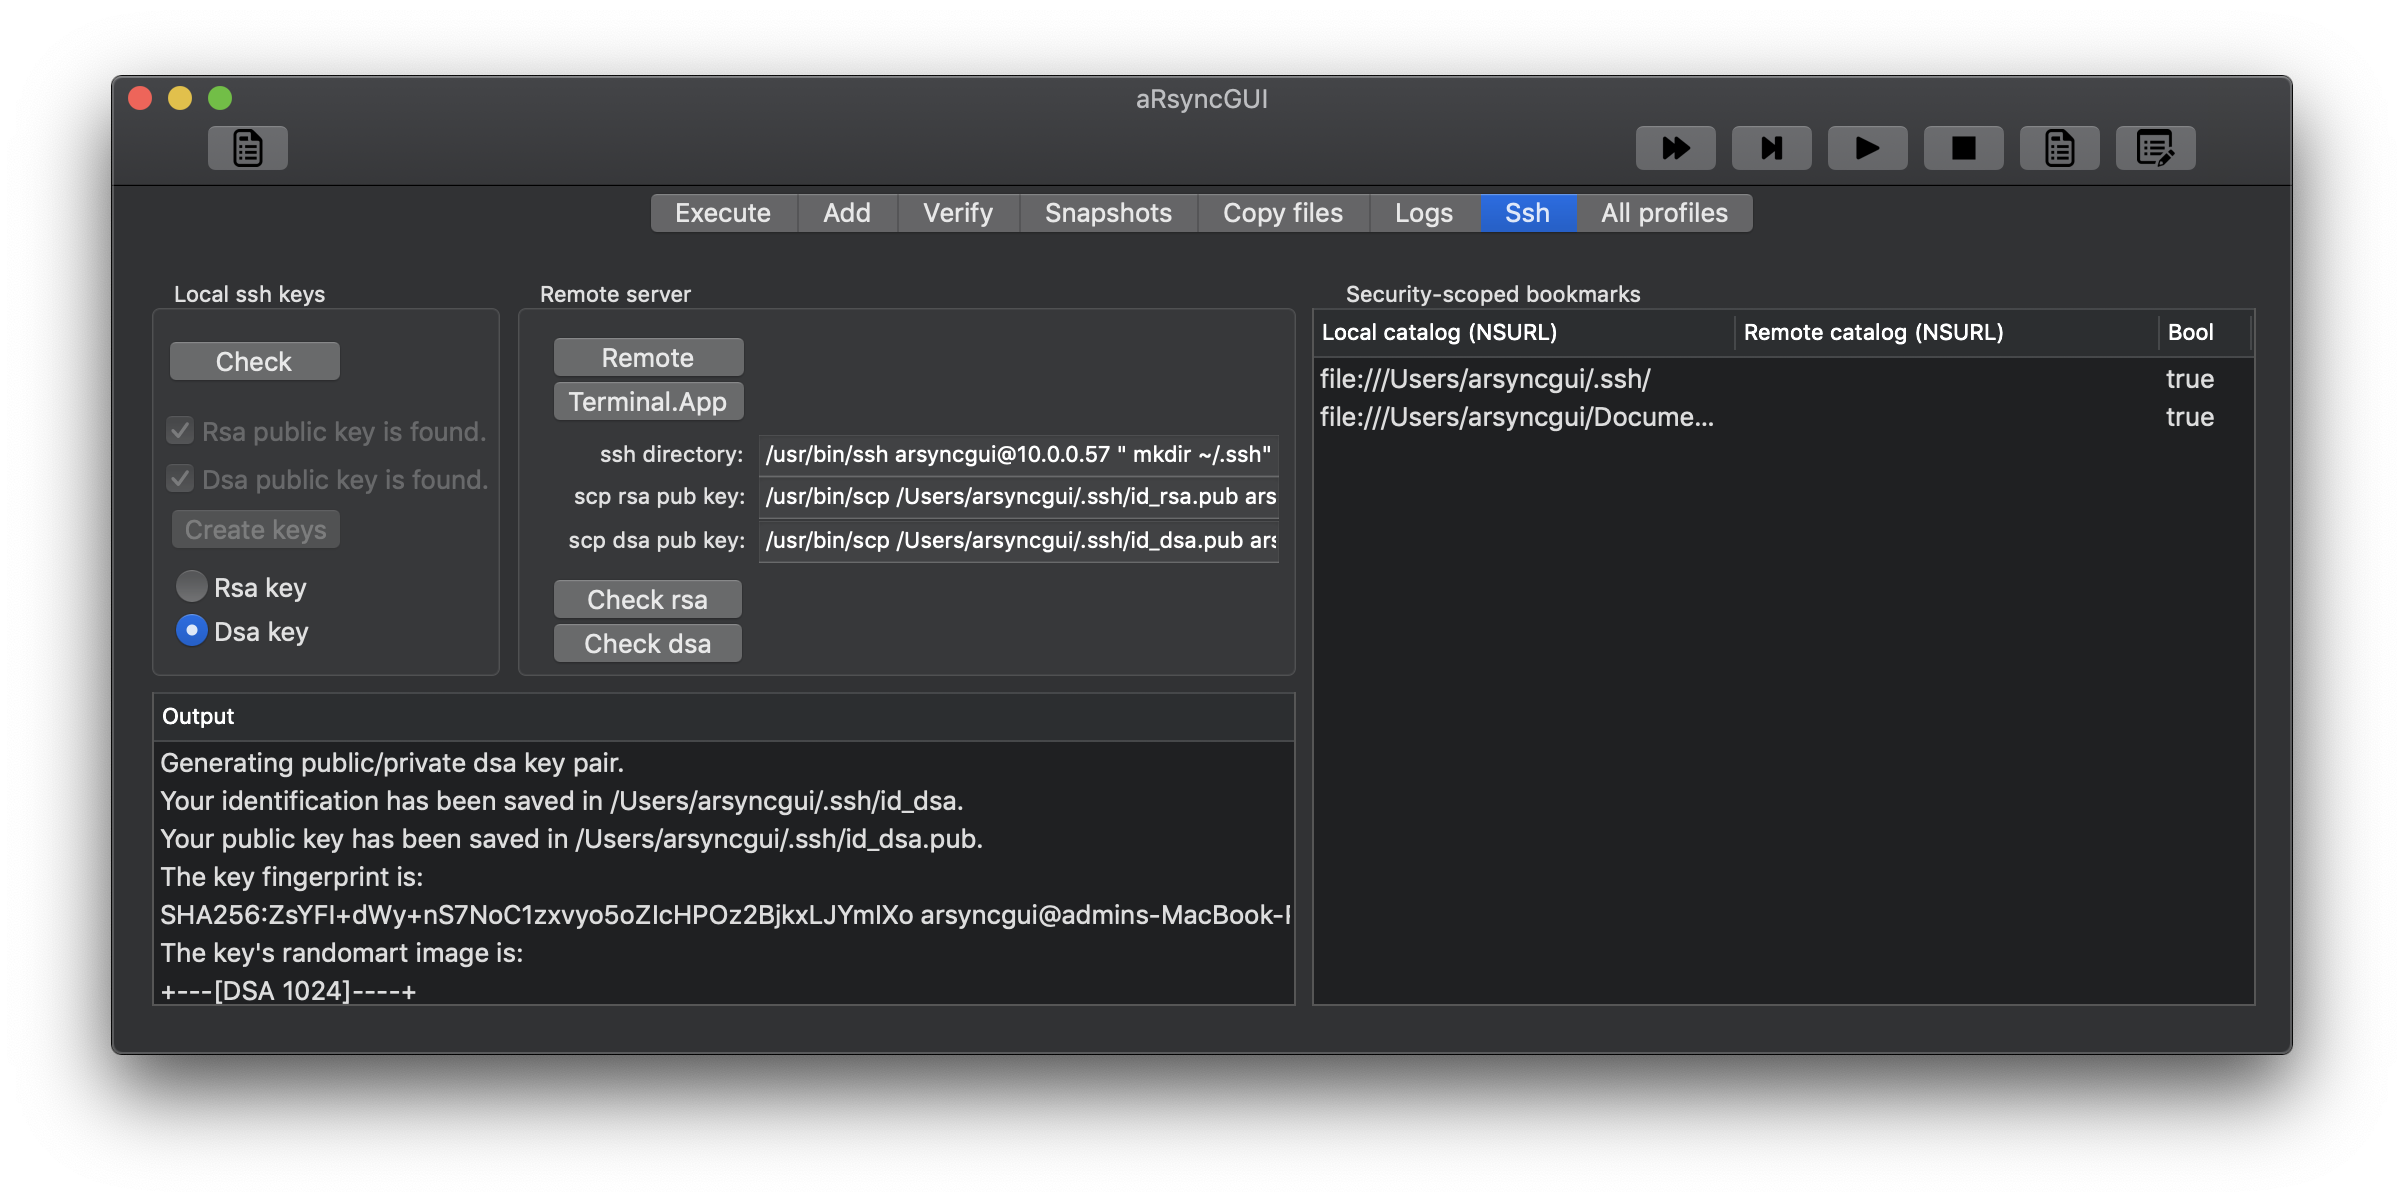 aRsyncGUI
Execute Add Verify Snapshots Copy files Logs Ssh All profiles
Local ssh keys
Check
Rsa public key is found.
Dsa public key is found.
Create keys
Rsa key
Dsa key
Remote server
Remote
Terminal.App
ssh directory: /usr/bin/ssh arsyncgui@10.0.0.57 " mkdir ~/.ssh"
scp rsa pub key: /usr/bin/scp /Users/arsyncgui/.ssh/id_rsa.pub ars
scp dsa pub key: /usr/bin/scp /Users/arsyncgui/.ssh/id_dsa.pub ars
Check rsa
Check dsa
Security-scoped bookmarks
Local catalog (NSURL) Remote catalog (NSURL) Bool
file:///Users/arsyncgui/.ssh/ true
file:///Users/arsyncgui/Docume... true
Output
Generating public/private dsa key pair.
Your identification has been saved in /Users/arsyncgui/.ssh/id_dsa.
Your public key has been saved in /Users/arsyncgui/.ssh/id_dsa.pub.
The key fingerprint is:
SHA256:ZsYFI+dWy+nS7NoC1zxvyo5oZIcHPOz2BjkxLJYmIXo arsyncgui@admins-MacBook-
The key's randomart image is:
+---[DSA 1024]----+